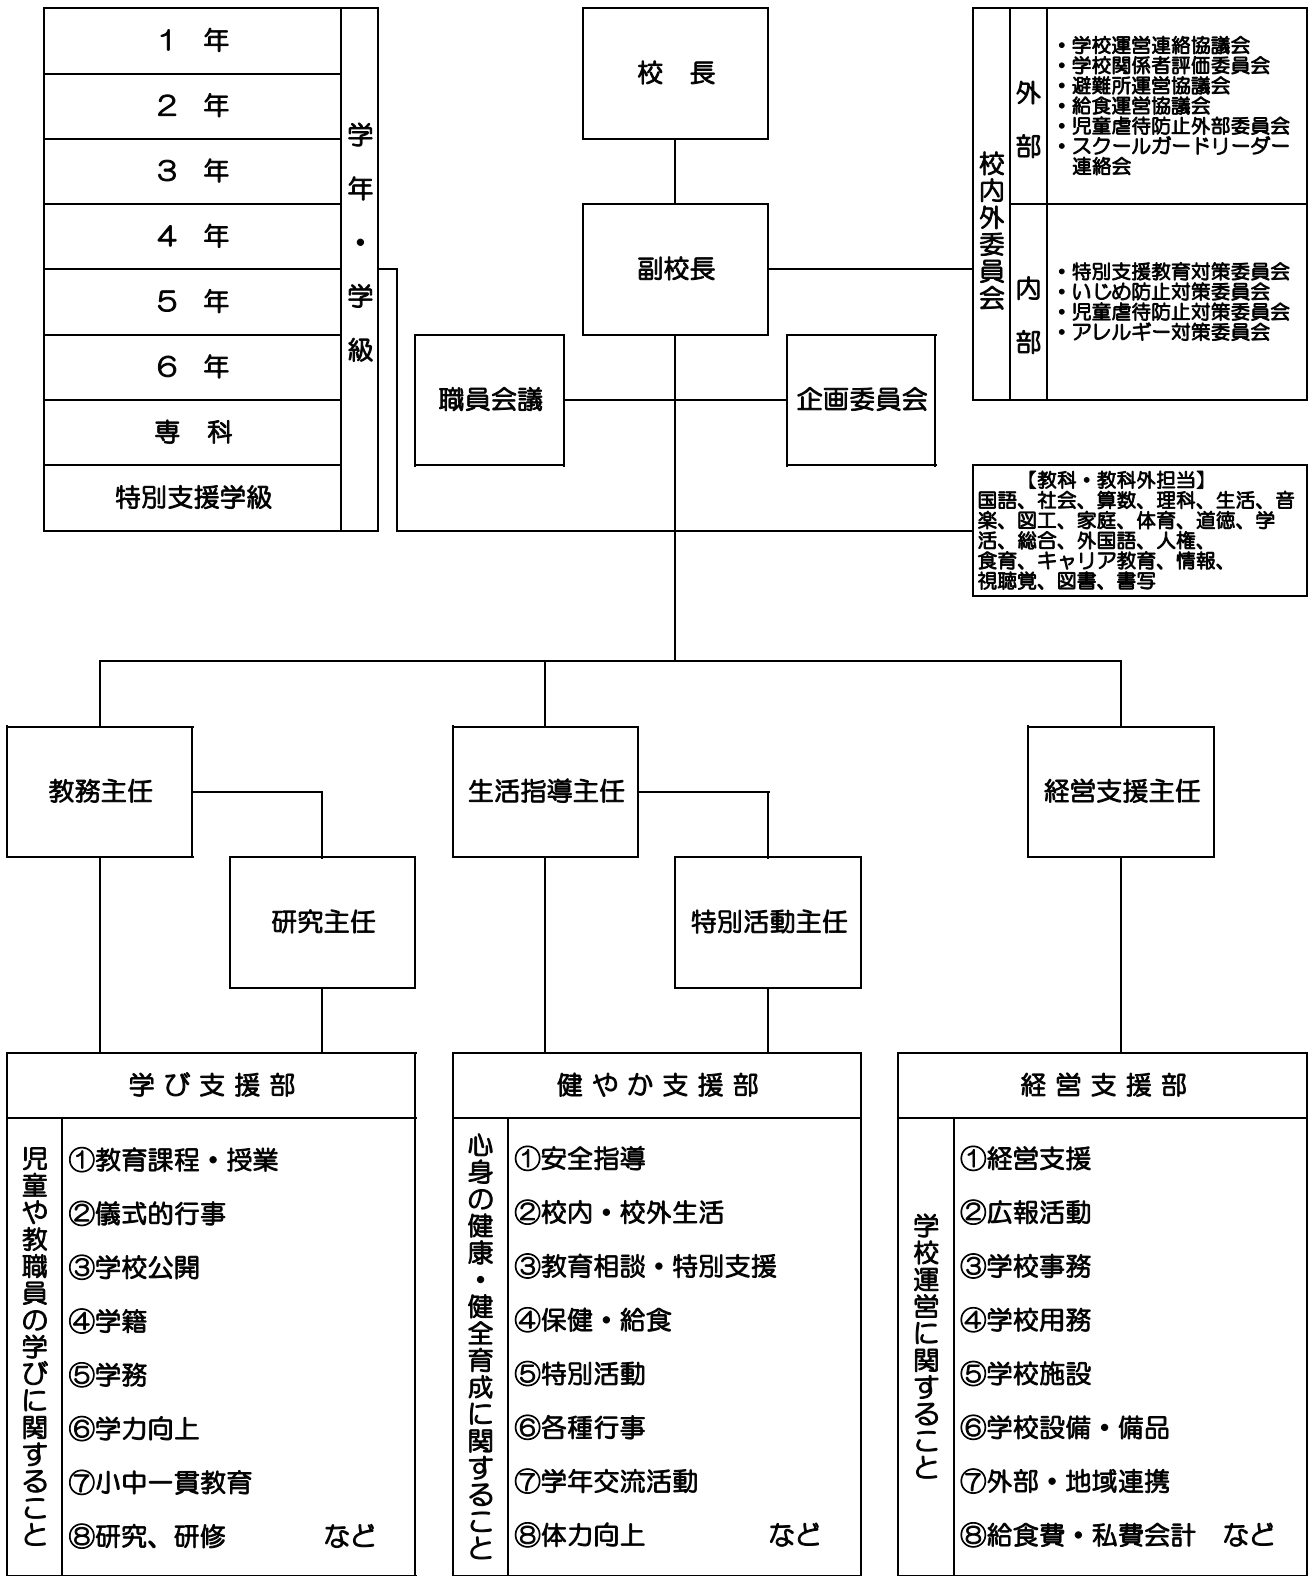 1 年
2 年
3 年
4 年
5 年
6 年
専 科
特別支援学級
学年・学級
校 長
副校長
職員会議
企画委員会
校内外委員会
外部
・学校運営連絡協議会
・学校関係者評価委員会
・避難所運営協議会
・給食運営協議会
・児童虐待防止外部委員会
・スクールガードリーダー
連絡会
内部
・特別支援教育対策委員会
・いじめ防止対策委員会
・児童虐待防止対策委員会
・アレルギー対策委員会
【教科・教科外担当】
国語、社会、算数、理科、生活、音
楽、図工、家庭、体育、道徳、学
活、総合、外国語、人権、
食育、キャリア教育、情報、
視聴覚、図書、書写
教務主任
研究主任
生活指導主任
特別活動主任
経営支援主任
学び支援部
児童や教職員の学びに関すること
①教育課程・授業
②儀式的行事
③学校公開
④学籍
⑤学務
⑥学力向上
⑦小中一貫教育
⑧研究、研修 など
健やか支援部
心身の健康・健全育成に関すること
①安全指導
②校内・校外生活
③教育相談・特別支援
④保健・給食
⑤特別活動
⑥各種行事
⑦学年交流活動
⑧体力向上 など
経営支援部
学校運営に関すること
①経営支援
②広報活動
③学校事務
④学校用務
⑤学校施設
⑥学校設備・備品
⑦外部・地域連携
⑧給食費・私費会計 など